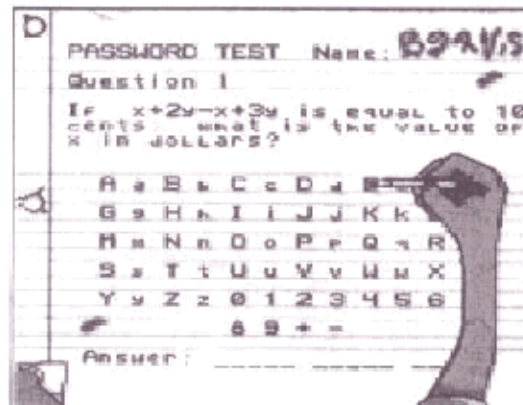 PASSWORD TEST Name:
Question 1
If x+2y-x+3y is equal to 10
cents, what is the value of
x in dollars?
A a B b C c D d
G g H h I i J j K k
M m N n O o P p Q q R
S s T t U u V v W w X
Y y Z z 0 1 2 3 4 5 6
8 9 + -
Answer: